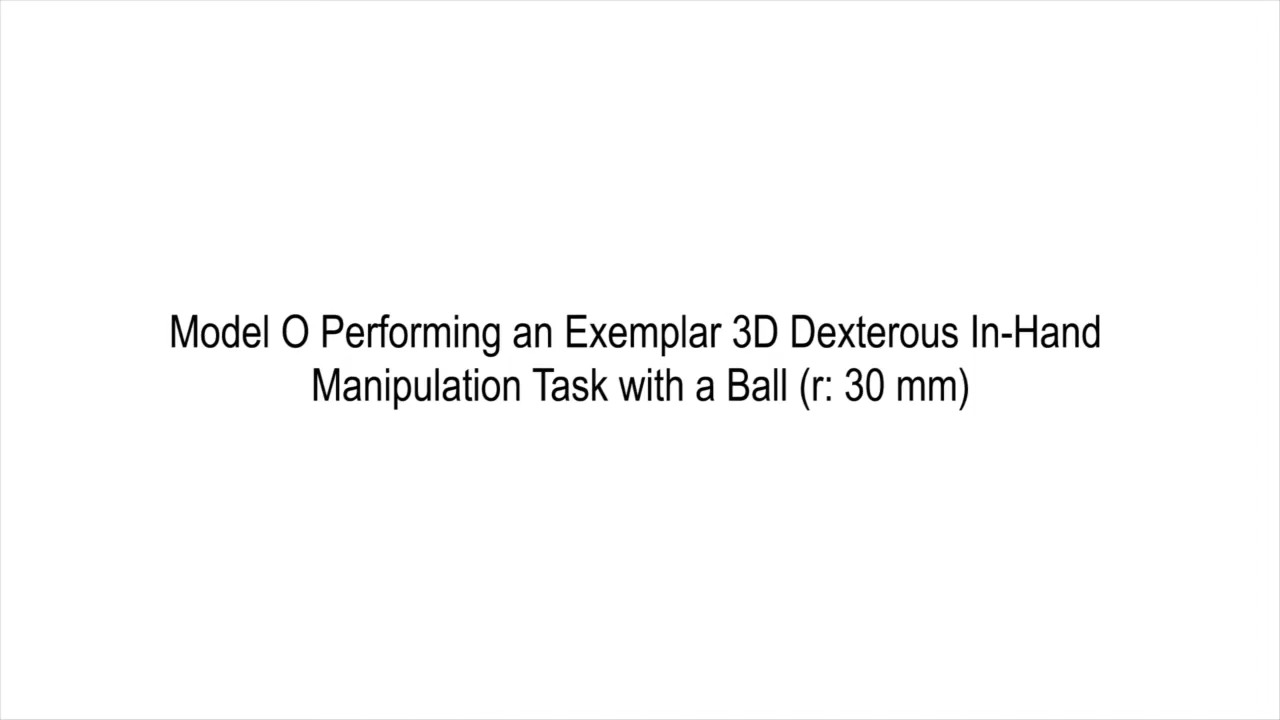 Model O Performing an Exemplar 3D Dexterous In-Hand
Manipulation Task with a Ball (r: 30 mm)